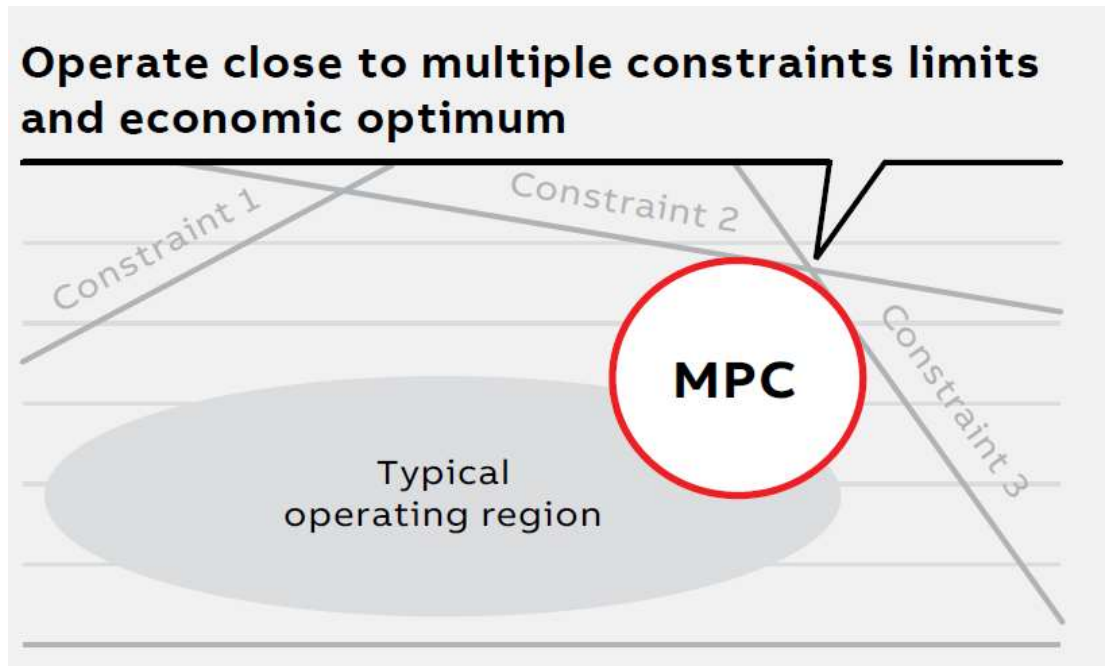 Operate close to multiple constraints limits
and economic optimum
Constraint 1
Constraint 2
Constraint 3
MPC
Typical
operating region